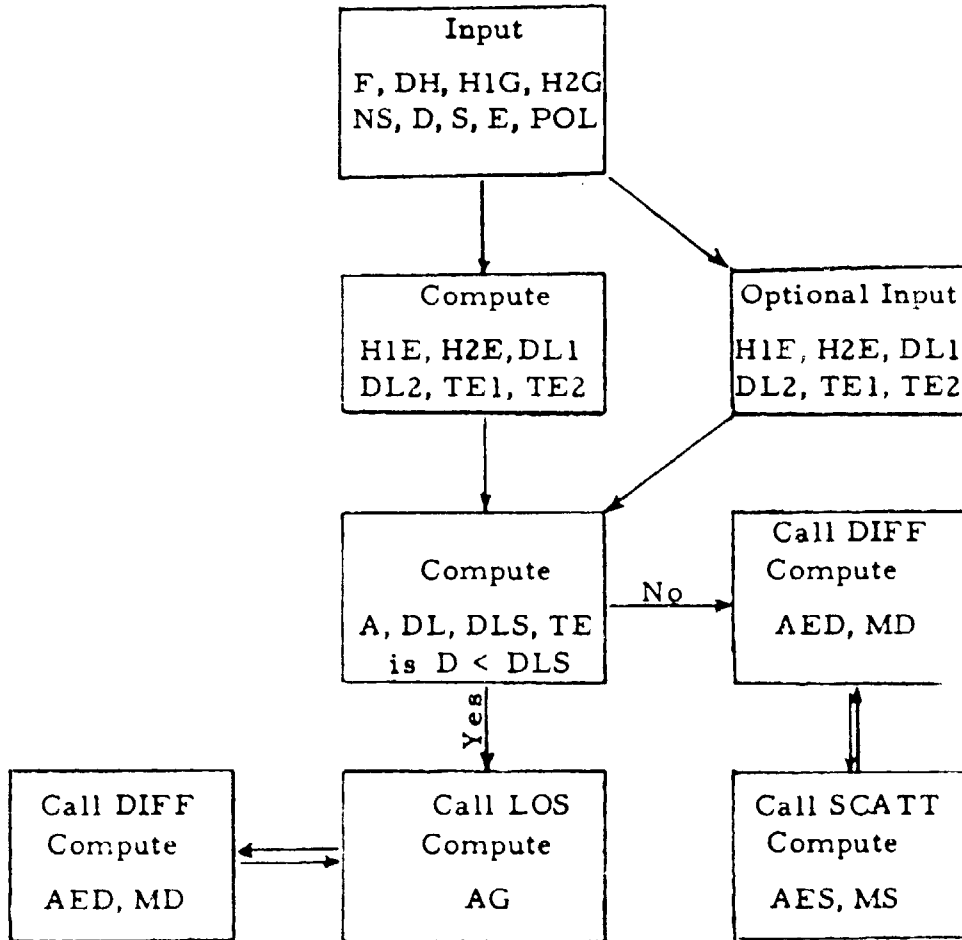 Input
F, DH, H1G, H2G
NS, D, S, E, POL
Compute
H1E, H2E, DL1
DL2, TE1, TE2
Optional Input
H1E, H2E, DL1
DL2, TE1, TE2
Compute
A, DL, DLS, TE
is D < DLS
No
Call DIFF
Compute
AED, MD
Yes
Call DIFF
Compute
AED, MD
Call LOS
Compute
AG
Call SCATT
Compute
AES, MS